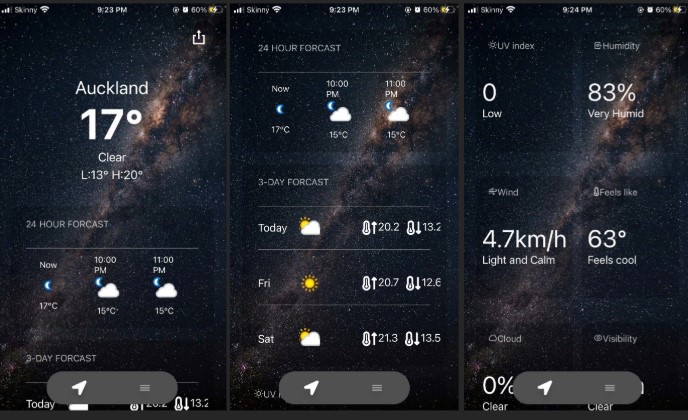 Skinny 9:23 PM 60%
Auckland
17°
Clear
L:13° H:20°
24 HOUR FORCAST
Now 10:00 PM 11:00 PM
17°C 15°C 15°C
3-DAY FORCAST
Today 20.2 13.2
Skinny 9:23 PM 60%
24 HOUR FORCAST
Now 10:00 PM 11:00 PM
17°C 15°C 15°C
3-DAY FORCAST
Today 20.2 13.2
Fri 20.7 12.6
Sat 21.3 13.5
UV
Skinny 9:24 PM 60%
UV index Humidity
0 83%
Low Very Humid
Wind Feels like
4.7km/h 63°
Light and Calm Feels cool
Cloud Visibility
0%
Clear Clear